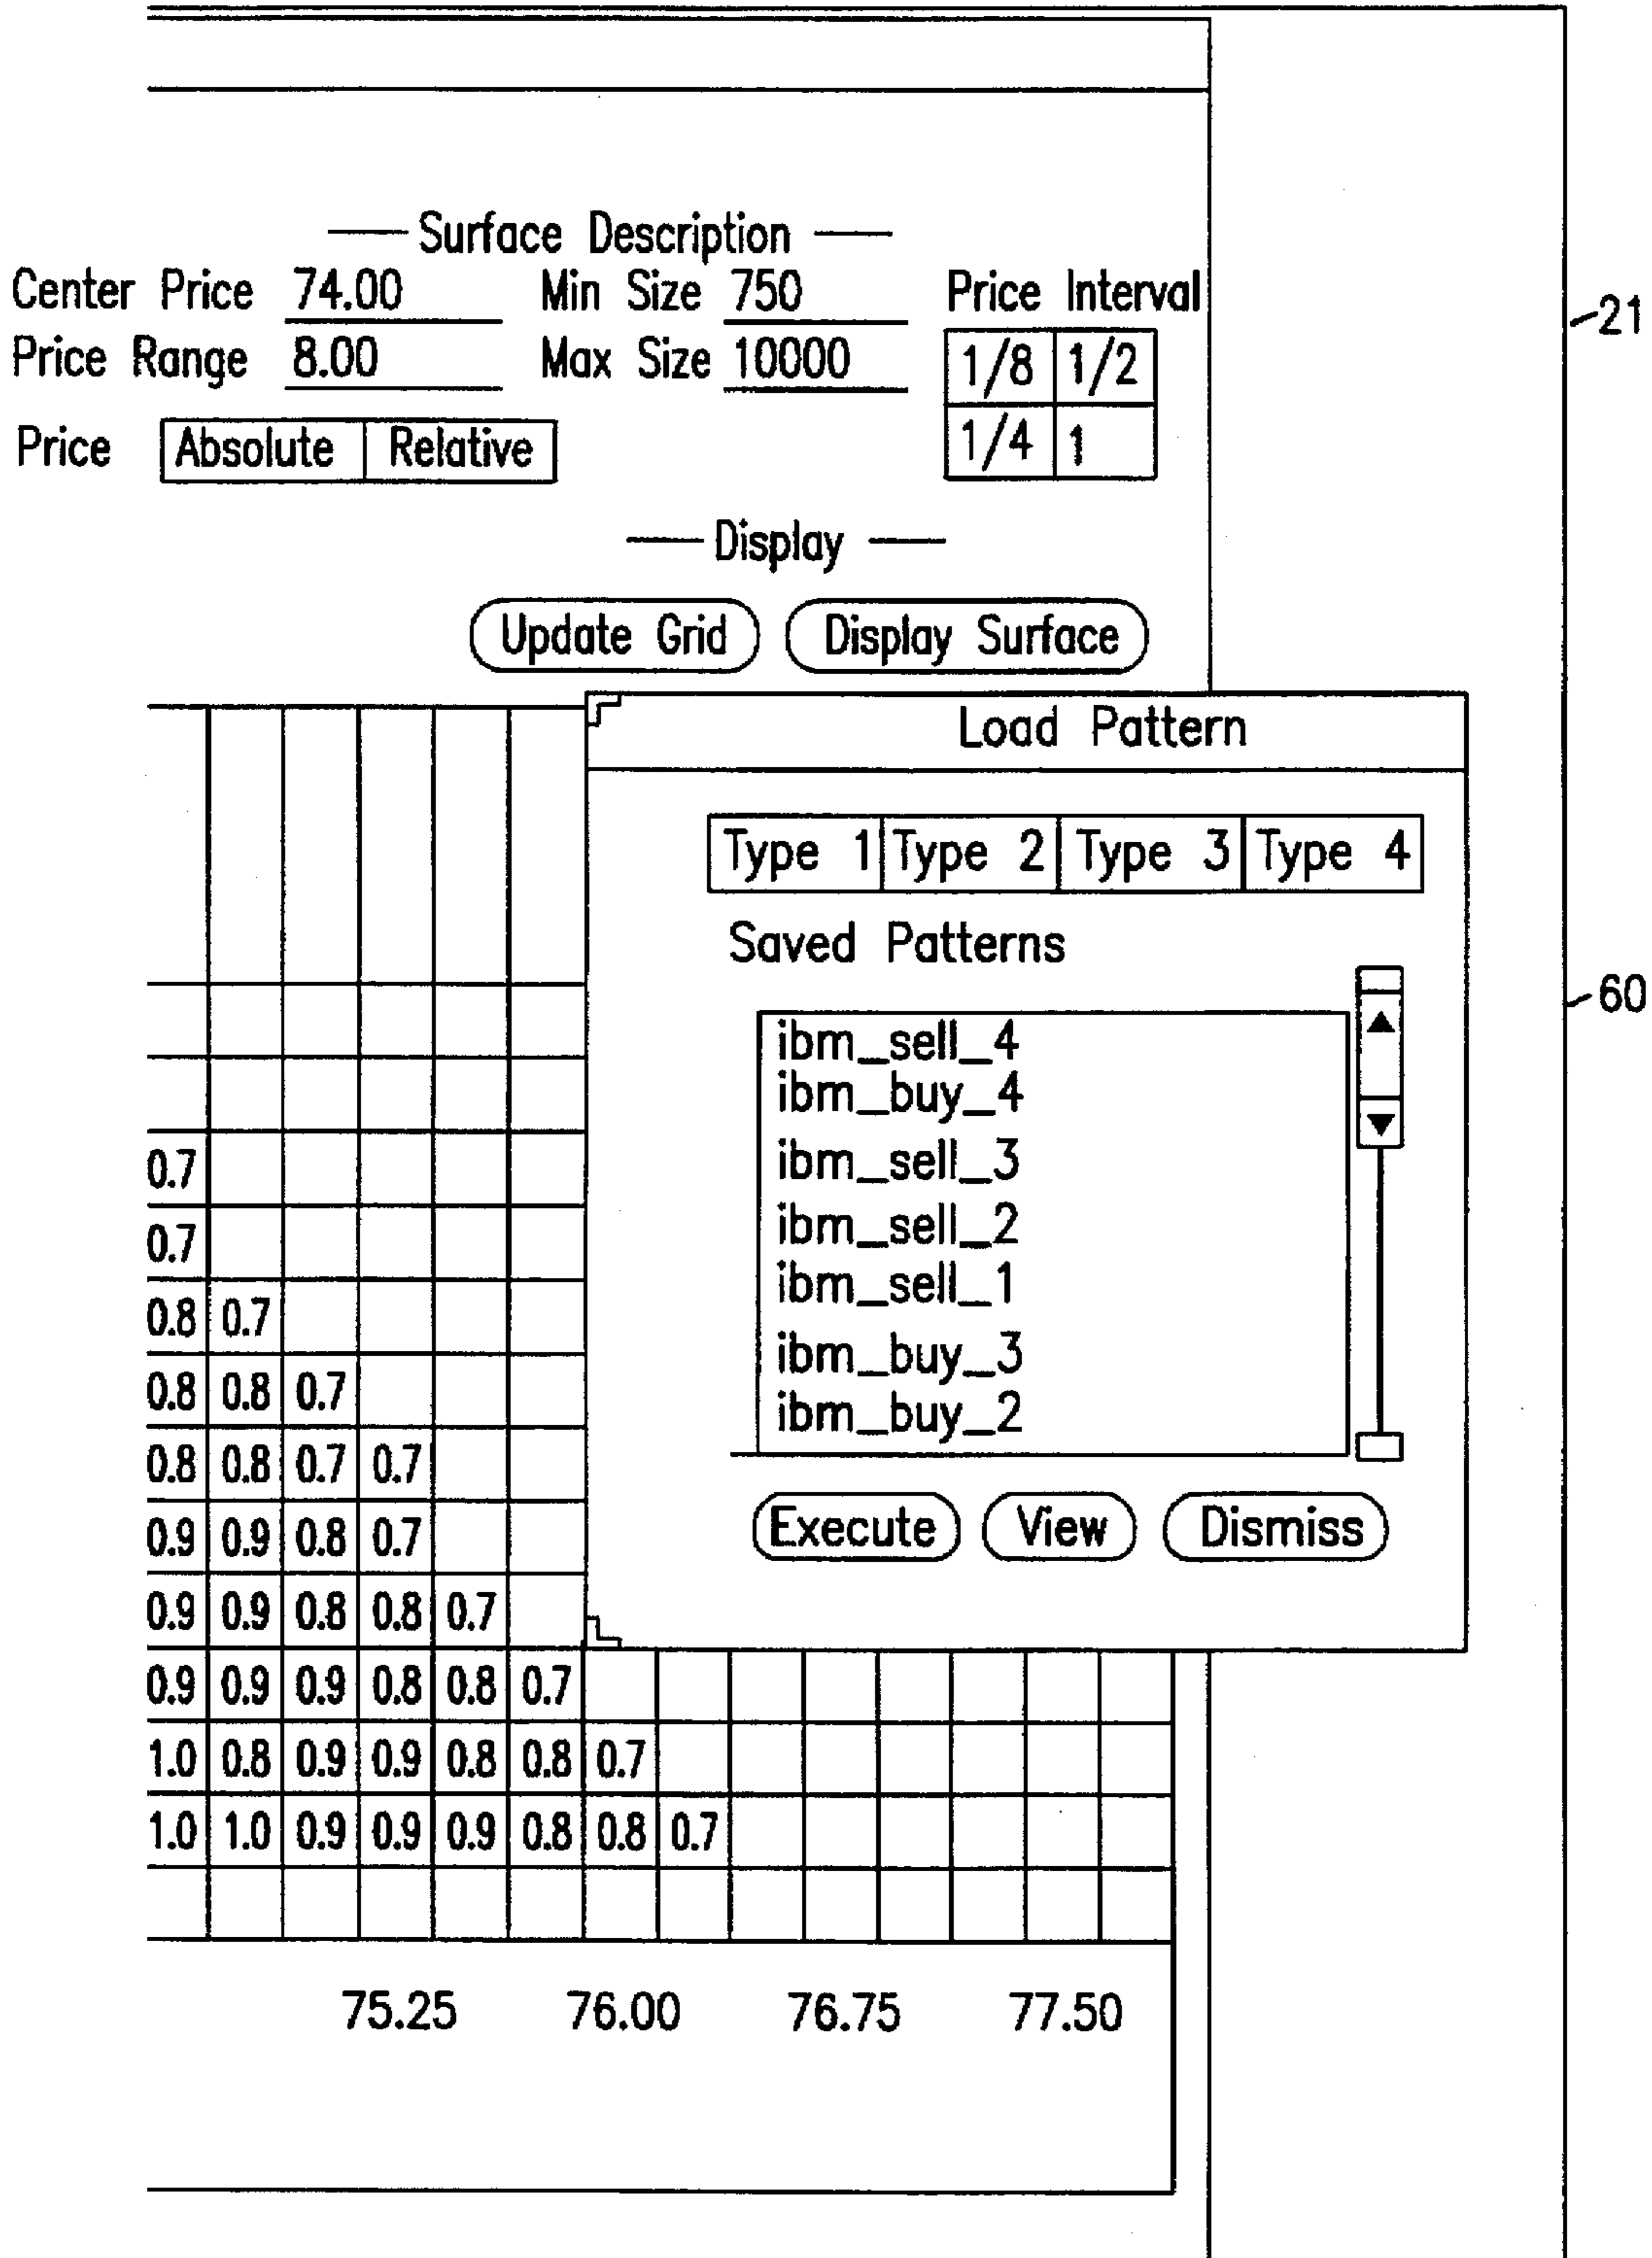 — Surface Description —
Center Price 74.00 Min Size 750 Price Interval
21
Price Range 8.00 Max Size 10000 1/8 1/2
Price Absolute Relative 1/4 1
— Display —
Update Grid Display Surface
Load Pattern
Type 1 Type 2 Type 3 Type 4
Saved Patterns
60
ibm_sell_4
ibm_buy_4
ibm_sell_3
ibm_sell_2
ibm_sell_1
ibm_buy_3
ibm_buy_2
Execute View Dismiss
0.7
0.7
0.8 0.7
0.8 0.8 0.7
0.8 0.8 0.7 0.7
0.9 0.9 0.8 0.7
0.9 0.9 0.8 0.8 0.7
0.9 0.9 0.9 0.8 0.8 0.7
1.0 0.8 0.9 0.9 0.8 0.8 0.7
1.0 1.0 0.9 0.9 0.9 0.8 0.8 0.7
75.25 76.00 76.75 77.50